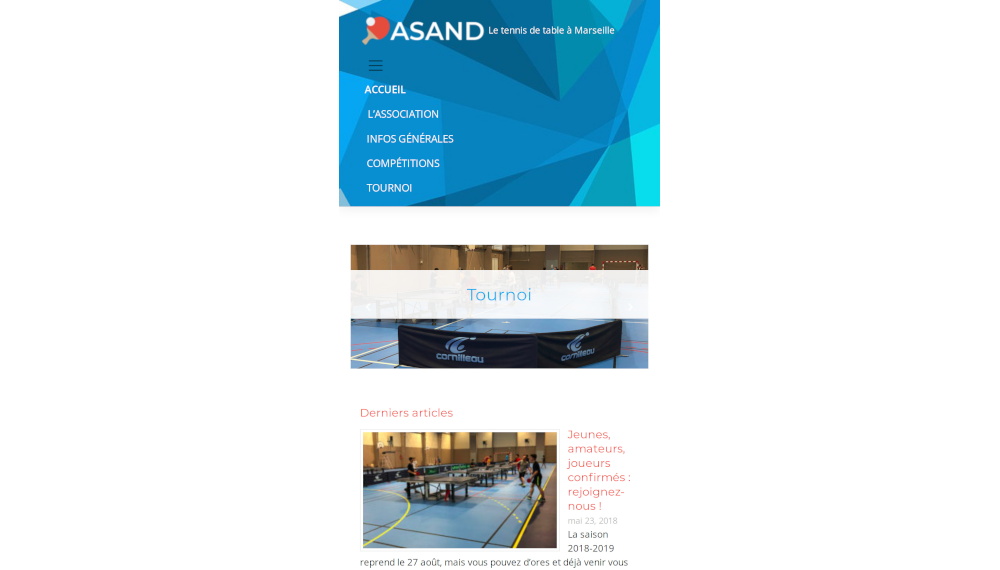 ASAND Le tennis de table à Marseille
ACCUEIL
L'ASSOCIATION
INFOS GÉNÉRALES
COMPÉTITIONS
TOURNOI
Tournoi
cornilleau cornilleau
Derniers articles
Jeunes,
amateurs,
joueurs
confirmés :
rejoignez-
nous !
mai 23, 2018
La saison
2018-2019
reprend le 27 août, mais vous pouvez d'ores et déjà venir vous